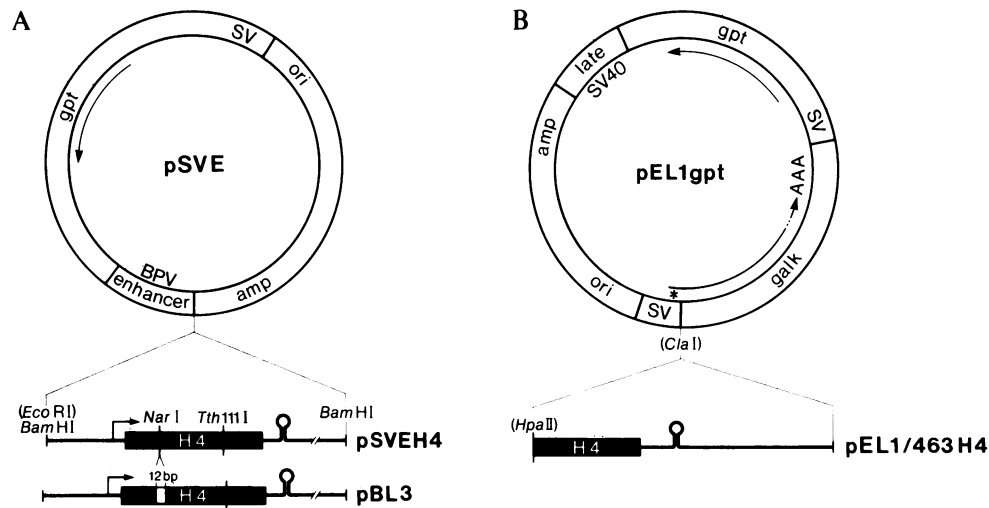 A
B
SV
ori
gpt
pSVE
BPV
enhancer
amp
(EcoRI)
BamHI
NarI
Tth111I
BamHI
H4
pSVEH4
12bp
H4
pBL3
gpt
late
SV40
SV
amp
pEL1gpt
AAA
galk
ori
*
SV
(ClaI)
(HpaII)
H4
pEL1/463H4